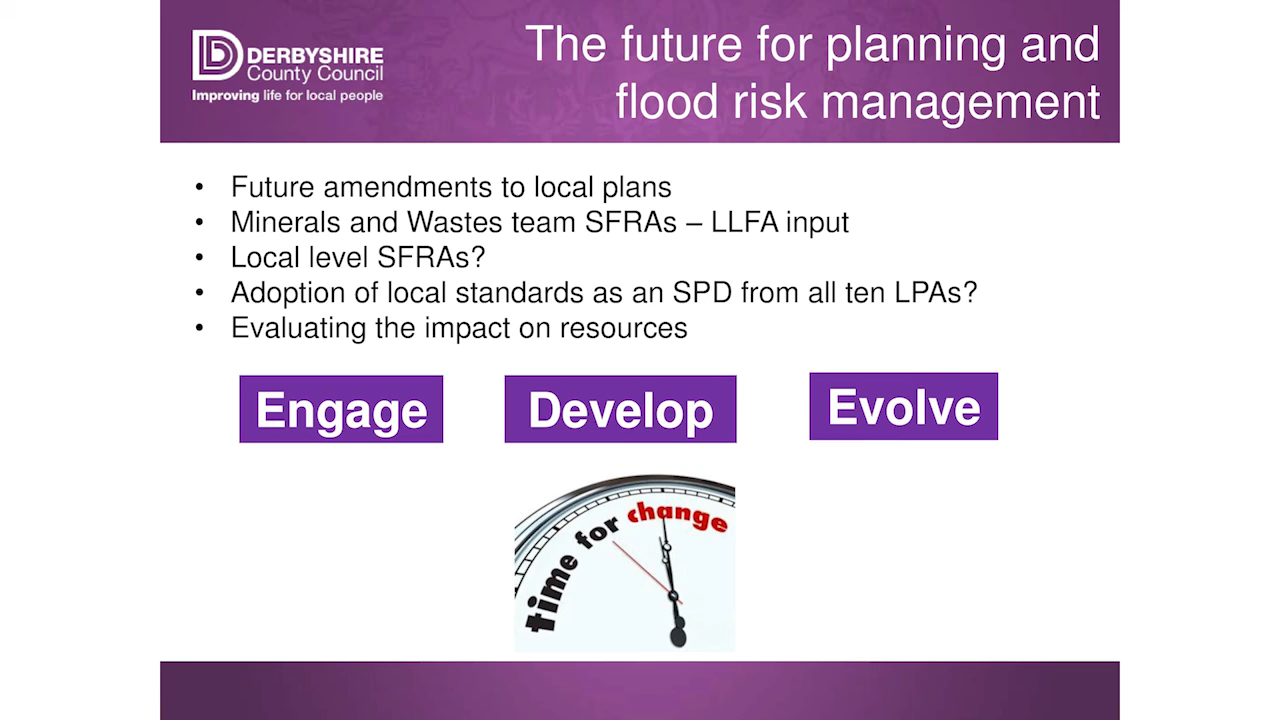 DERBYSHIRE
County Council
Improving life for local people
The future for planning and
flood risk management
• Future amendments to local plans
• Minerals and Wastes team SFRAs – LLFA input
• Local level SFRAs?
• Adoption of local standards as an SPD from all ten LPAs?
• Evaluating the impact on resources
Engage
Develop
Evolve
time for change